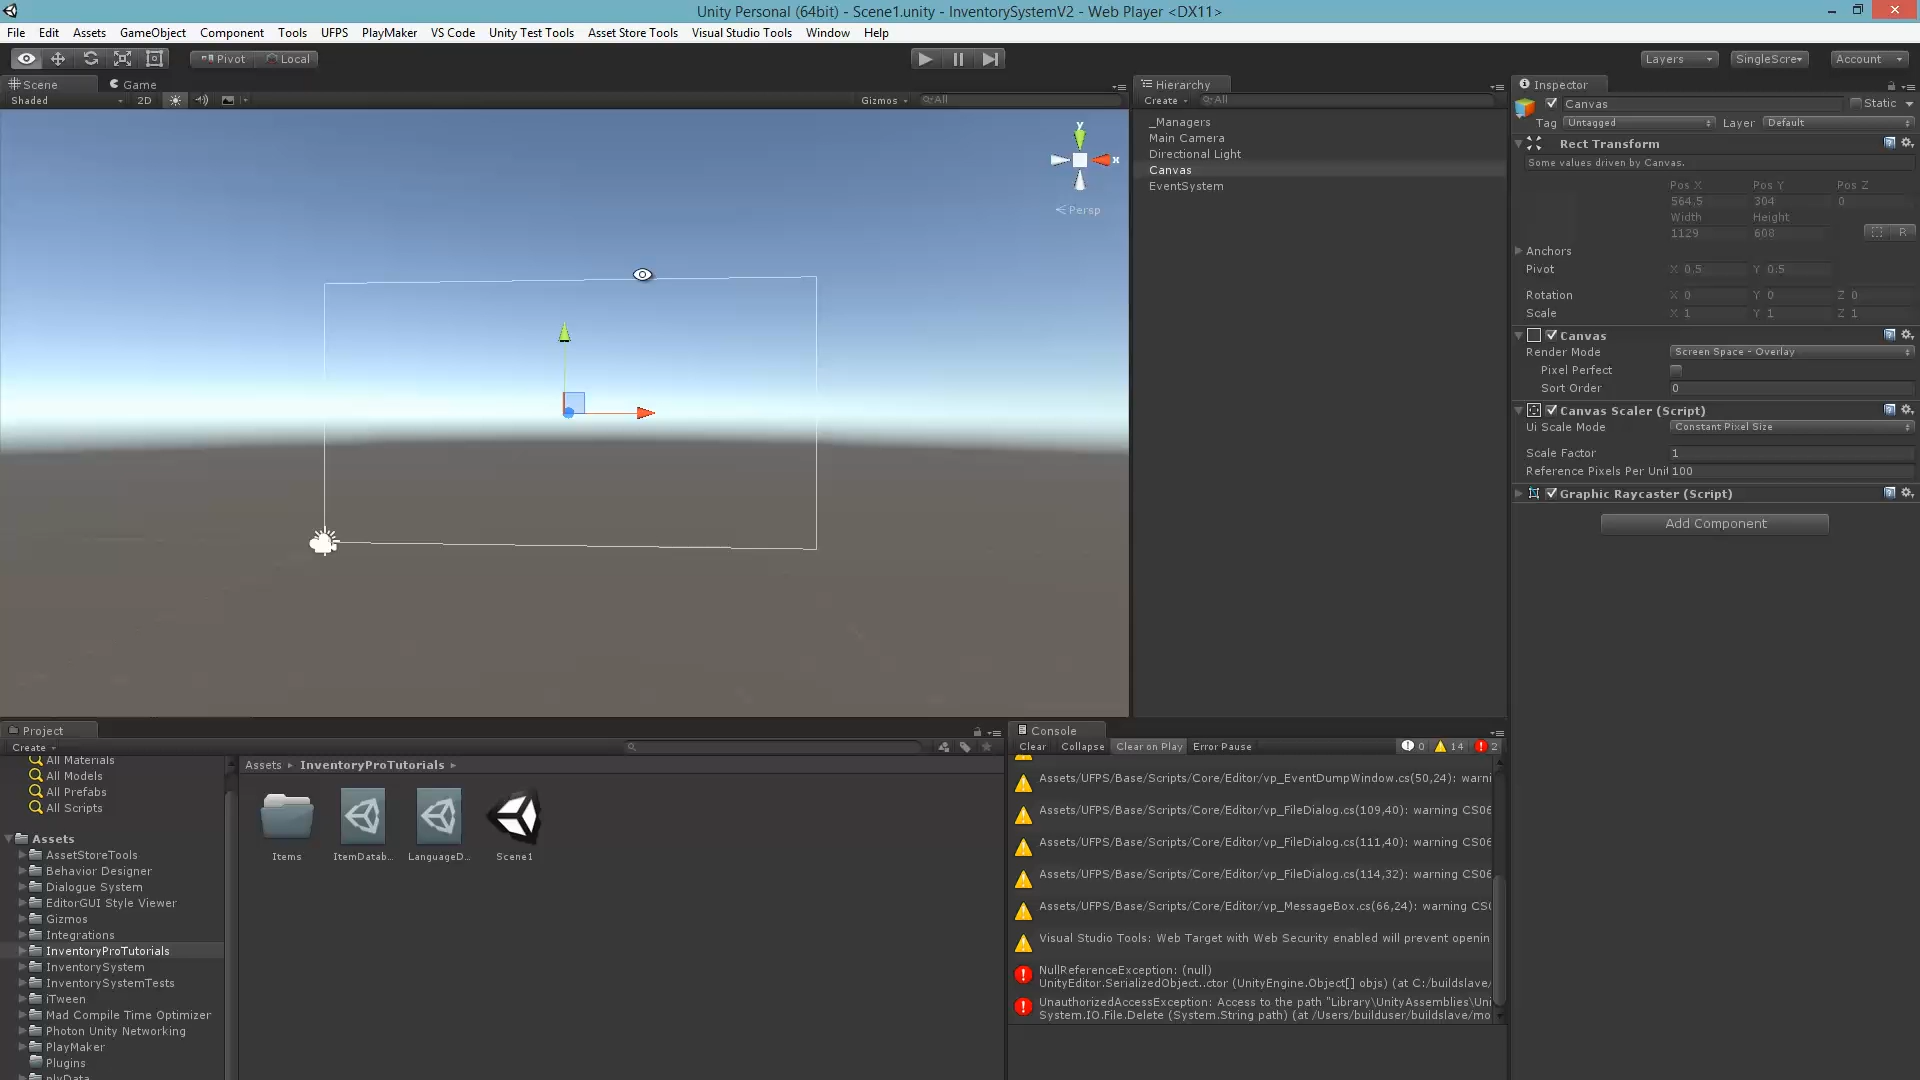 Unity Personal (64bit) - Scene1.unity - InventorySystemV2 - Web Player <DX11>
File Edit Assets GameObject Component Tools UFPS PlayMaker VS Code Unity Test Tools Asset Store Tools Visual Studio Tools Window Help
Pivot Local Layers SingleScre Account
Scene Game
Shaded 2D Gizmos All
y
x
Persp
Hierarchy
Create All
_Managers
Main Camera
Directional Light
Canvas
EventSystem
Inspector
Canvas Static
Tag Untagged Layer Default
Rect Transform
Some values driven by Canvas.
Pos X Pos Y Pos Z
564.5 304 0
Width Height
1129 608 R
Anchors
Pivot X 0.5 Y 0.5
Rotation X 0 Y 0 Z 0
Scale X 1 Y 1 Z 1
Canvas
Render Mode Screen Space - Overlay
Pixel Perfect
Sort Order 0
Canvas Scaler (Script)
Ui Scale Mode Constant Pixel Size
Scale Factor 1
Reference Pixels Per Unit 100
Graphic Raycaster (Script)
Add Component
Project
Create
All Materials
All Models
All Prefabs
All Scripts
Assets
AssetStoreTools
Behavior Designer
Dialogue System
EditorGUI Style Viewer
Gizmos
Integrations
InventoryProTutorials
InventorySystem
InventorySystemTests
iTween
Mad Compile Time Optimizer
Photon Unity Networking
PlayMaker
Plugins
plyData
Assets InventoryProTutorials
Items ItemDatab... LanguageD... Scene1
Console
Clear Collapse Clear on Play Error Pause 0 14 2
Assets/UFPS/Base/Scripts/Core/Editor/vp_EventDumpWindow.cs(50,24): warni
Assets/UFPS/Base/Scripts/Core/Editor/vp_FileDialog.cs(109,40): warning CS06
Assets/UFPS/Base/Scripts/Core/Editor/vp_FileDialog.cs(111,40): warning CS06
Assets/UFPS/Base/Scripts/Core/Editor/vp_FileDialog.cs(114,32): warning CS06
Assets/UFPS/Base/Scripts/Core/Editor/vp_MessageBox.cs(66,24): warning CS0
Visual Studio Tools: Web Target with Web Security enabled will prevent openin
NullReferenceException: (null)
UnityEditor.SerializedObject..ctor (UnityEngine.Object[] objs) (at C:/buildslave/
UnauthorizedAccessException: Access to the path "Library\UnityAssemblies\Uni
System.IO.File.Delete (System.String path) (at /Users/builduser/buildslave/mo